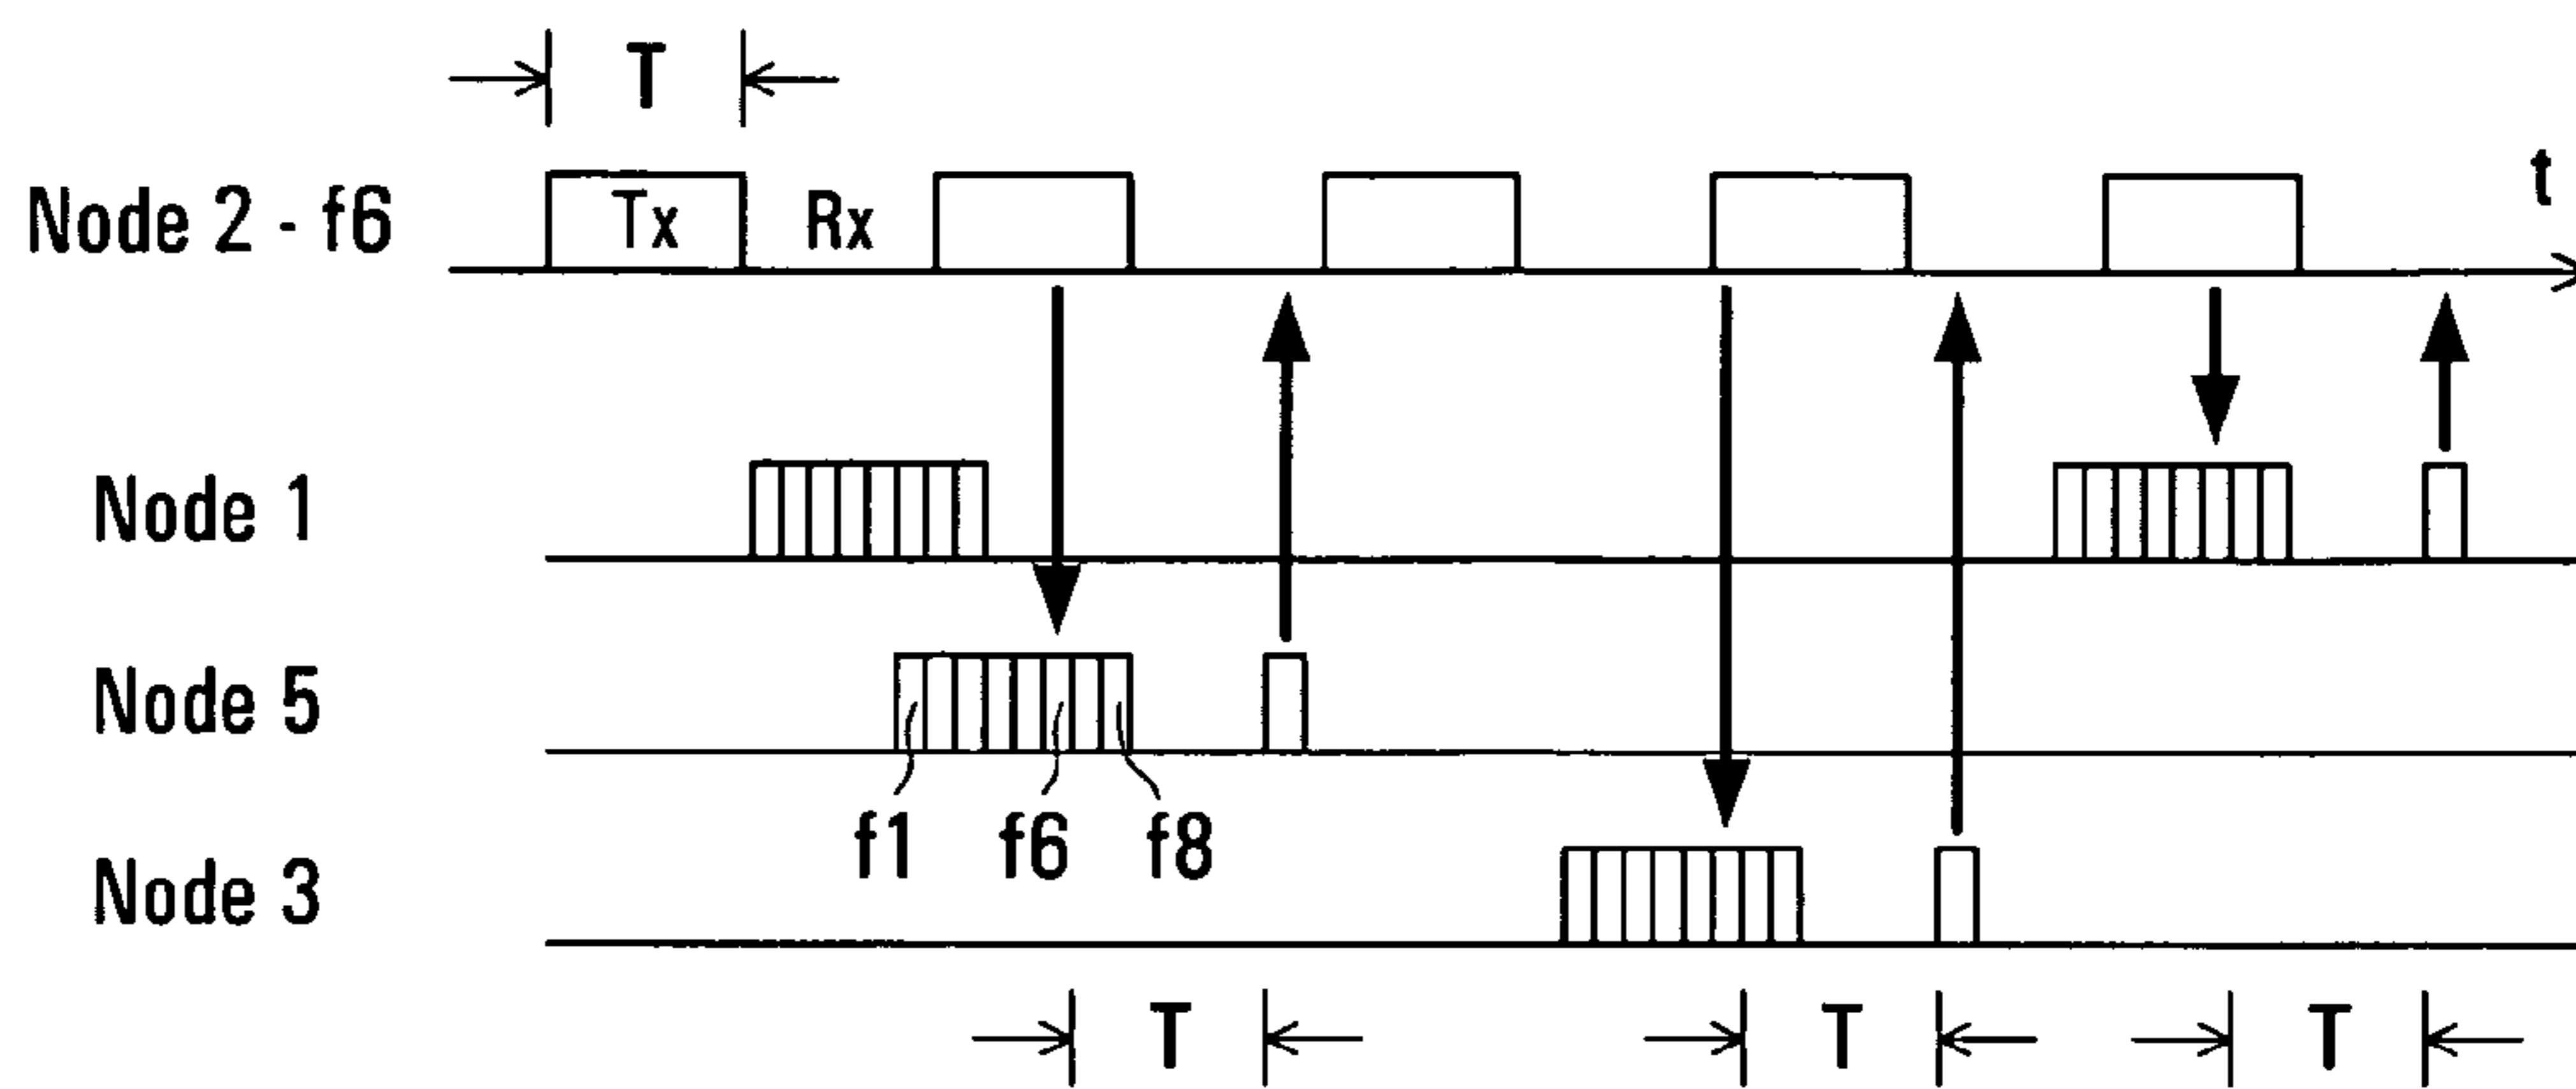 T
Node 2 - f6 Tx Rx t
Node 1
Node 5
f1 f6 f8
Node 3
T T T